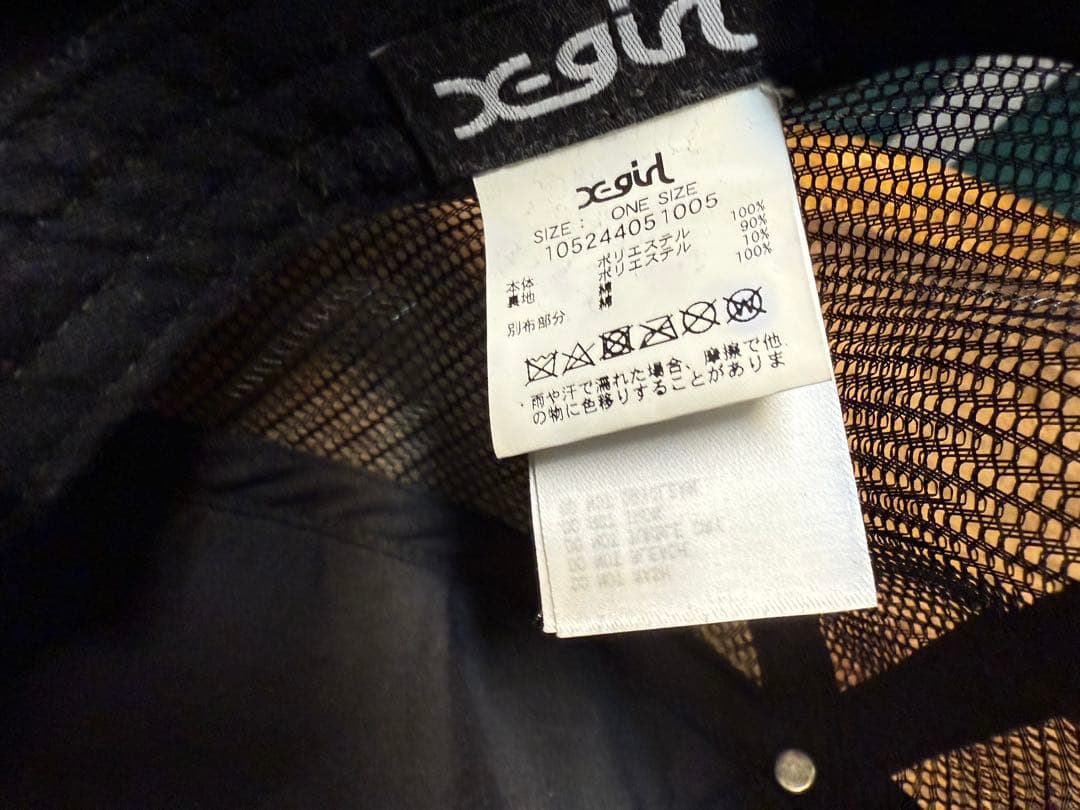 X-girl
X-girl
SIZE : ONE SIZE
105244051005
本体 ポリエステル 100%
裏地 ポリエステル 90%
綿 10%
別布部分 綿 100%
・雨や汗で濡れた場合、摩擦で他
の物に色移りすることがありま